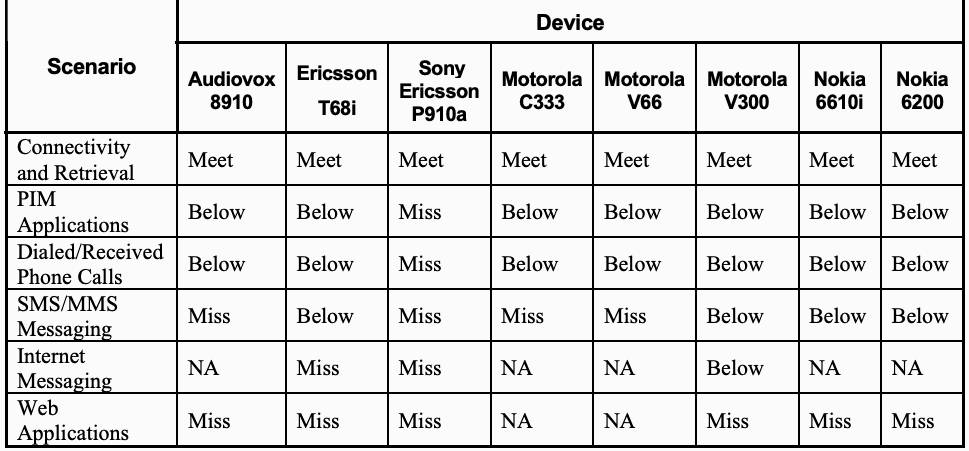 Device
Scenario
Audiovox 8910 Ericsson T68i Sony Ericsson P910a Motorola C333 Motorola V66 Motorola V300 Nokia 6610i Nokia 6200
Connectivity and Retrieval Meet Meet Meet Meet Meet Meet Meet Meet
PIM Applications Below Below Miss Below Below Below Below Below
Dialed/Received Phone Calls Below Below Miss Below Below Below Below Below
SMS/MMS Messaging Miss Below Miss Miss Miss Below Below Below
Internet Messaging NA Miss Miss NA NA Below NA NA
Web Applications Miss Miss Miss NA NA Miss Miss Miss